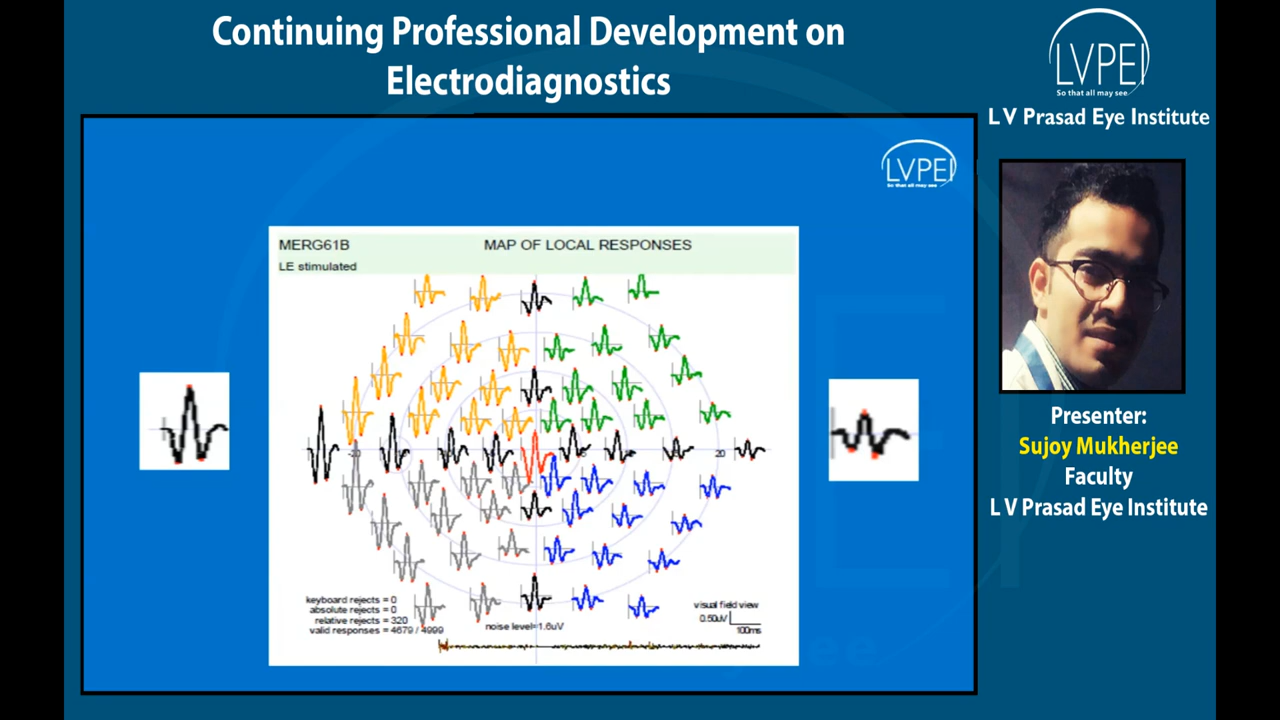 Continuing Professional Development on
Electrodiagnostics
LVPEI
So that all may see
L V Prasad Eye Institute
LVPEI
So that all may see
MERG61B
MAP OF LOCAL RESPONSES
LE stimulated
20
keyboard rejects = 0
absolute rejects = 0
relative rejects = 320
valid responses = 4679 / 4999
noise level=1.6uV
visual field view
0.50uV
100ms
Presenter:
Sujoy Mukherjee
Faculty
L V Prasad Eye Institute